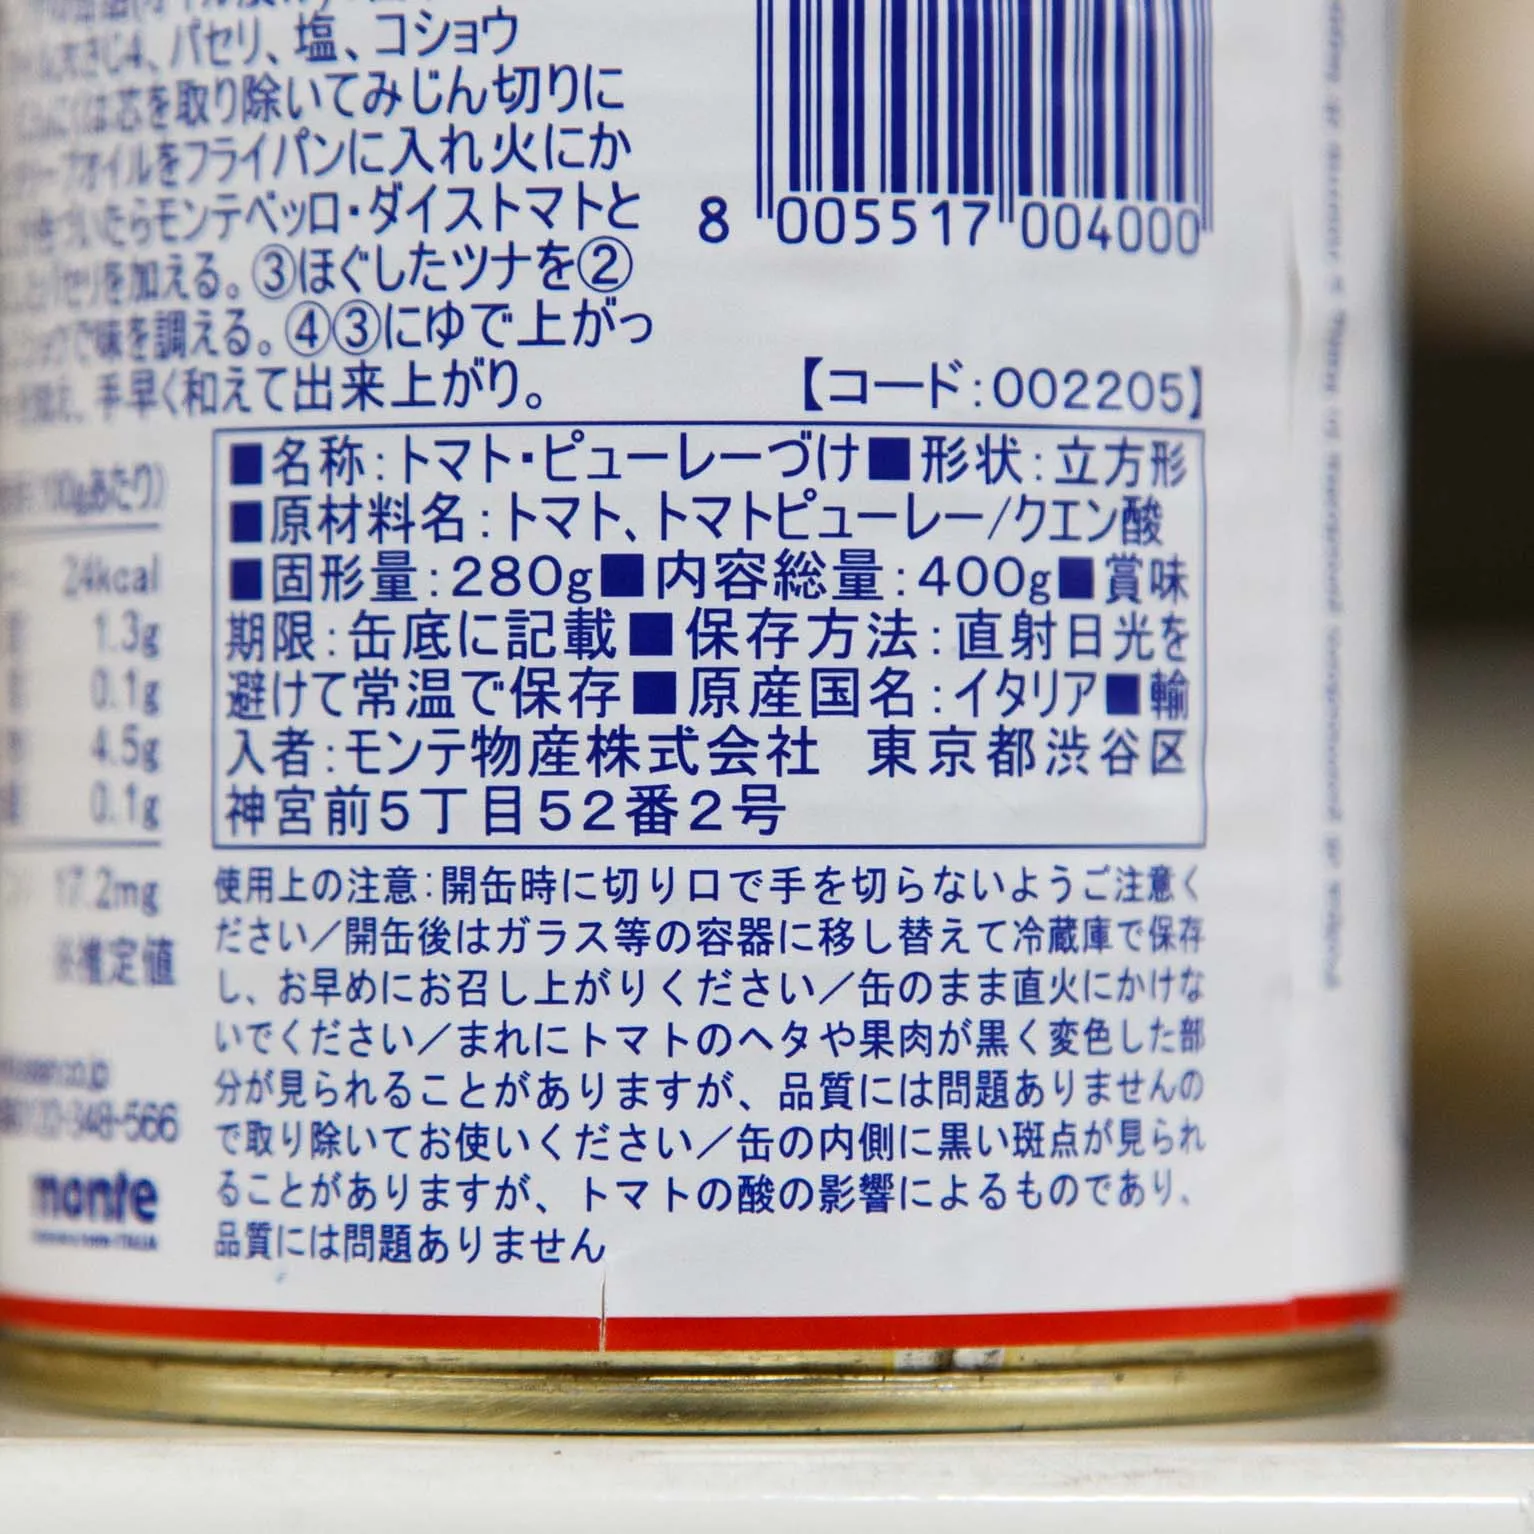 パセリ、塩、コショウ
は芯を取り除いてみじん切りに
オイルをフライパンに入れ火にか
いたらモンテベッロ・ダイストマトと
を加える。③ほぐしたツナを②
味を調える。④③にゆで上がっ
手早く和えて出来上がり。
8 005517 004000
【コード:002205】
■名称:トマト・ピューレーづけ■形状:立方形
■原材料名:トマト、トマトピューレー/クエン酸
■固形量:280g■内容総量:400g■賞味
期限:缶底に記載■保存方法:直射日光を
避けて常温で保存■原産国名:イタリア■輸
入者:モンテ物産株式会社 東京都渋谷区
神宮前5丁目52番2号
100gあたり)
24kcal
1.3g
0.1g
4.5g
0.1g
17.2mg
※推定値
348-566
monte
使用上の注意:開缶時に切り口で手を切らないようご注意く
ださい/開缶後はガラス等の容器に移し替えて冷蔵庫で保存
し、お早めにお召し上がりください/缶のまま直火にかけな
いでください/まれにトマトのヘタや果肉が黒く変色した部
分が見られることがありますが、品質には問題ありませんの
で取り除いてお使いください/缶の内側に黒い斑点が見られ
ることがありますが、トマトの酸の影響によるものであり、
品質には問題ありません